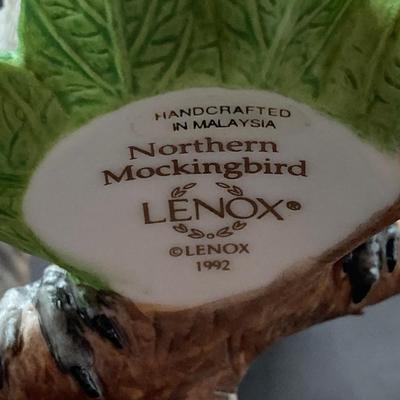 HANDCRAFTED
IN MALAYSIA
Northern
Mockingbird
LENOX®
©LENOX
1992